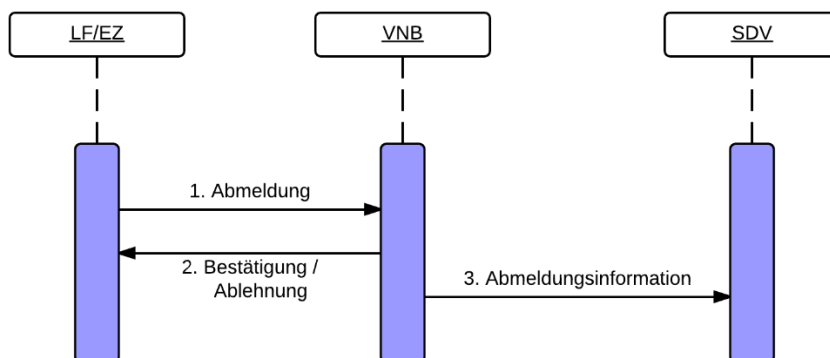 LF/EZ
VNB
SDV
1. Abmeldung
2. Bestätigung /
Ablehnung
3. Abmeldungsinformation